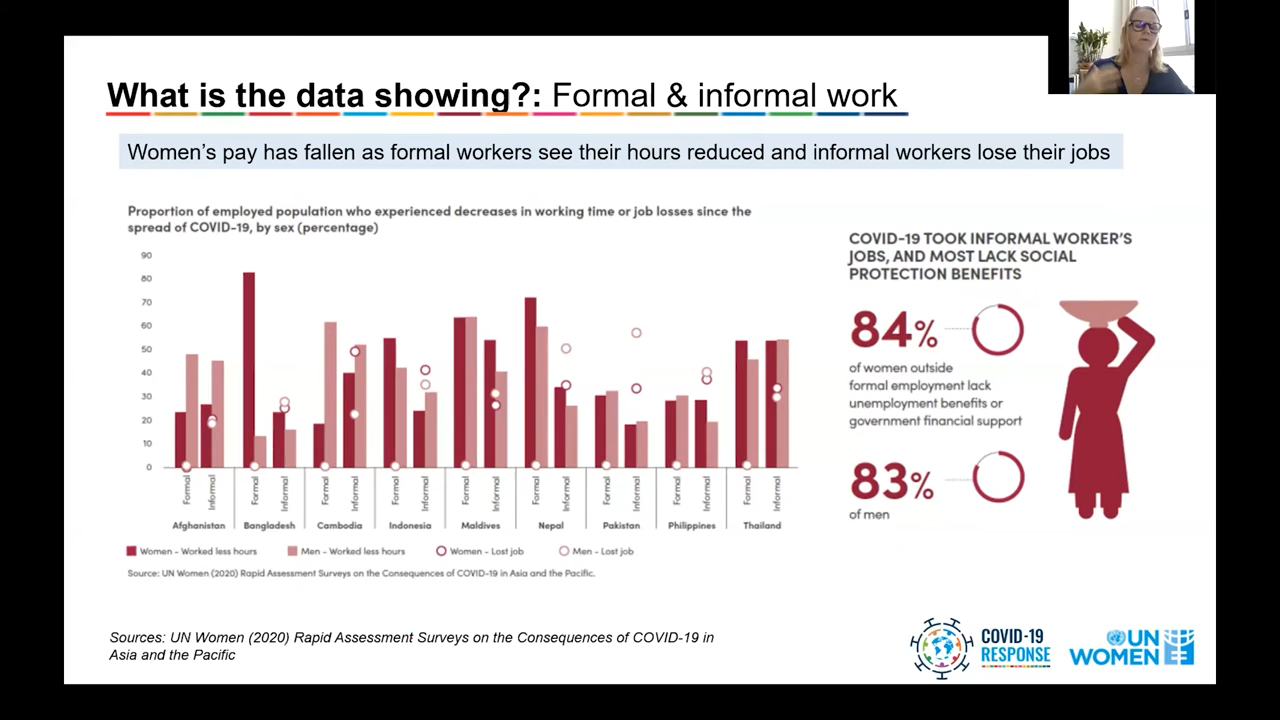 What is the data showing?: Formal & informal work
Women's pay has fallen as formal workers see their hours reduced and informal workers lose their jobs
Proportion of employed population who experienced decreases in working time or job losses since the
spread of COVID-19, by sex (percentage)
90
80
70
60
50
40
30
20
10
0
Formal Informal Formal Informal Formal Informal Formal Informal Formal Informal Formal Informal Formal Informal Formal Informal Formal Informal
Afghanistan Bangladesh Cambodia Indonesia Maldives Nepal Pakistan Philippines Thailand
Women - Worked less hours Men - Worked less hours Women - Lost job Men - Lost job
Source: UN Women (2020) Rapid Assessment Surveys on the Consequences of COVID-19 in Asia and the Pacific.
COVID-19 TOOK INFORMAL WORKER'S
JOBS, AND MOST LACK SOCIAL
PROTECTION BENEFITS
84%
of women outside
formal employment lack
unemployment benefits or
government financial support
83%
of men
Sources: UN Women (2020) Rapid Assessment Surveys on the Consequences of COVID-19 in
Asia and the Pacific
COVID-19
RESPONSE
UN
WOMEN